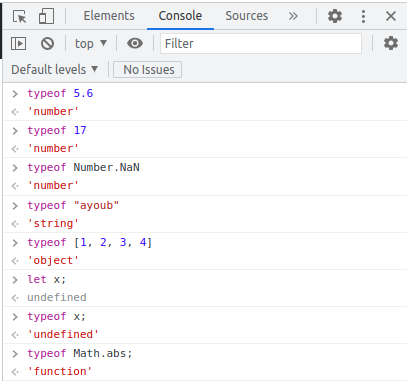 Elements Console Sources »
top ▼ Filter
Default levels ▼ No Issues
> typeof 5.6
<· 'number'
> typeof 17
<· 'number'
> typeof Number.NaN
<· 'number'
> typeof "ayoub"
<· 'string'
> typeof [1, 2, 3, 4]
<· 'object'
> let x;
<· undefined
> typeof x;
<· 'undefined'
> typeof Math.abs;
<· 'function'